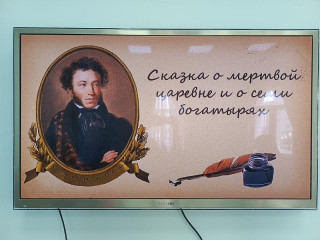 Сказка о мертвой
царевне и о семи
богатырях